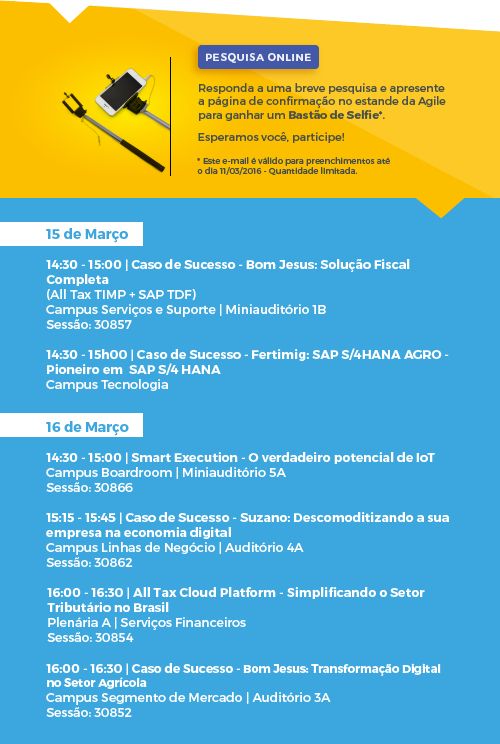 PESQUISA ONLINE
Responda a uma breve pesquisa e apresente
a página de confirmação no estande da Agile
para ganhar um Bastão de Selfie*.
Esperamos você, participe!
* Este e-mail é válido para preenchimentos até
o dia 11/03/2016 - Quantidade limitada.
15 de Março
14:30 - 15:00 | Caso de Sucesso - Bom Jesus: Solução Fiscal
Completa
(All Tax TIMP + SAP TDF)
Campus Serviços e Suporte | Miniauditório 1B
Sessão: 30857
14:30 - 15h00 | Caso de Sucesso - Fertimig: SAP S/4HANA AGRO -
Pioneiro em SAP S/4 HANA
Campus Tecnologia
16 de Março
14:30 - 15:00 | Smart Execution - O verdadeiro potencial de IoT
Campus Boardroom | Miniauditório 5A
Sessão: 30866
15:15 - 15:45 | Caso de Sucesso - Suzano: Descomoditizando a sua
empresa na economia digital
Campus Linhas de Negócio | Auditório 4A
Sessão: 30862
16:00 - 16:30 | All Tax Cloud Platform - Simplificando o Setor
Tributário no Brasil
Plenária A | Serviços Financeiros
Sessão: 30854
16:00 - 16:30 | Caso de Sucesso - Bom Jesus: Transformação Digital
no Setor Agrícola
Campus Segmento de Mercado | Auditório 3A
Sessão: 30852